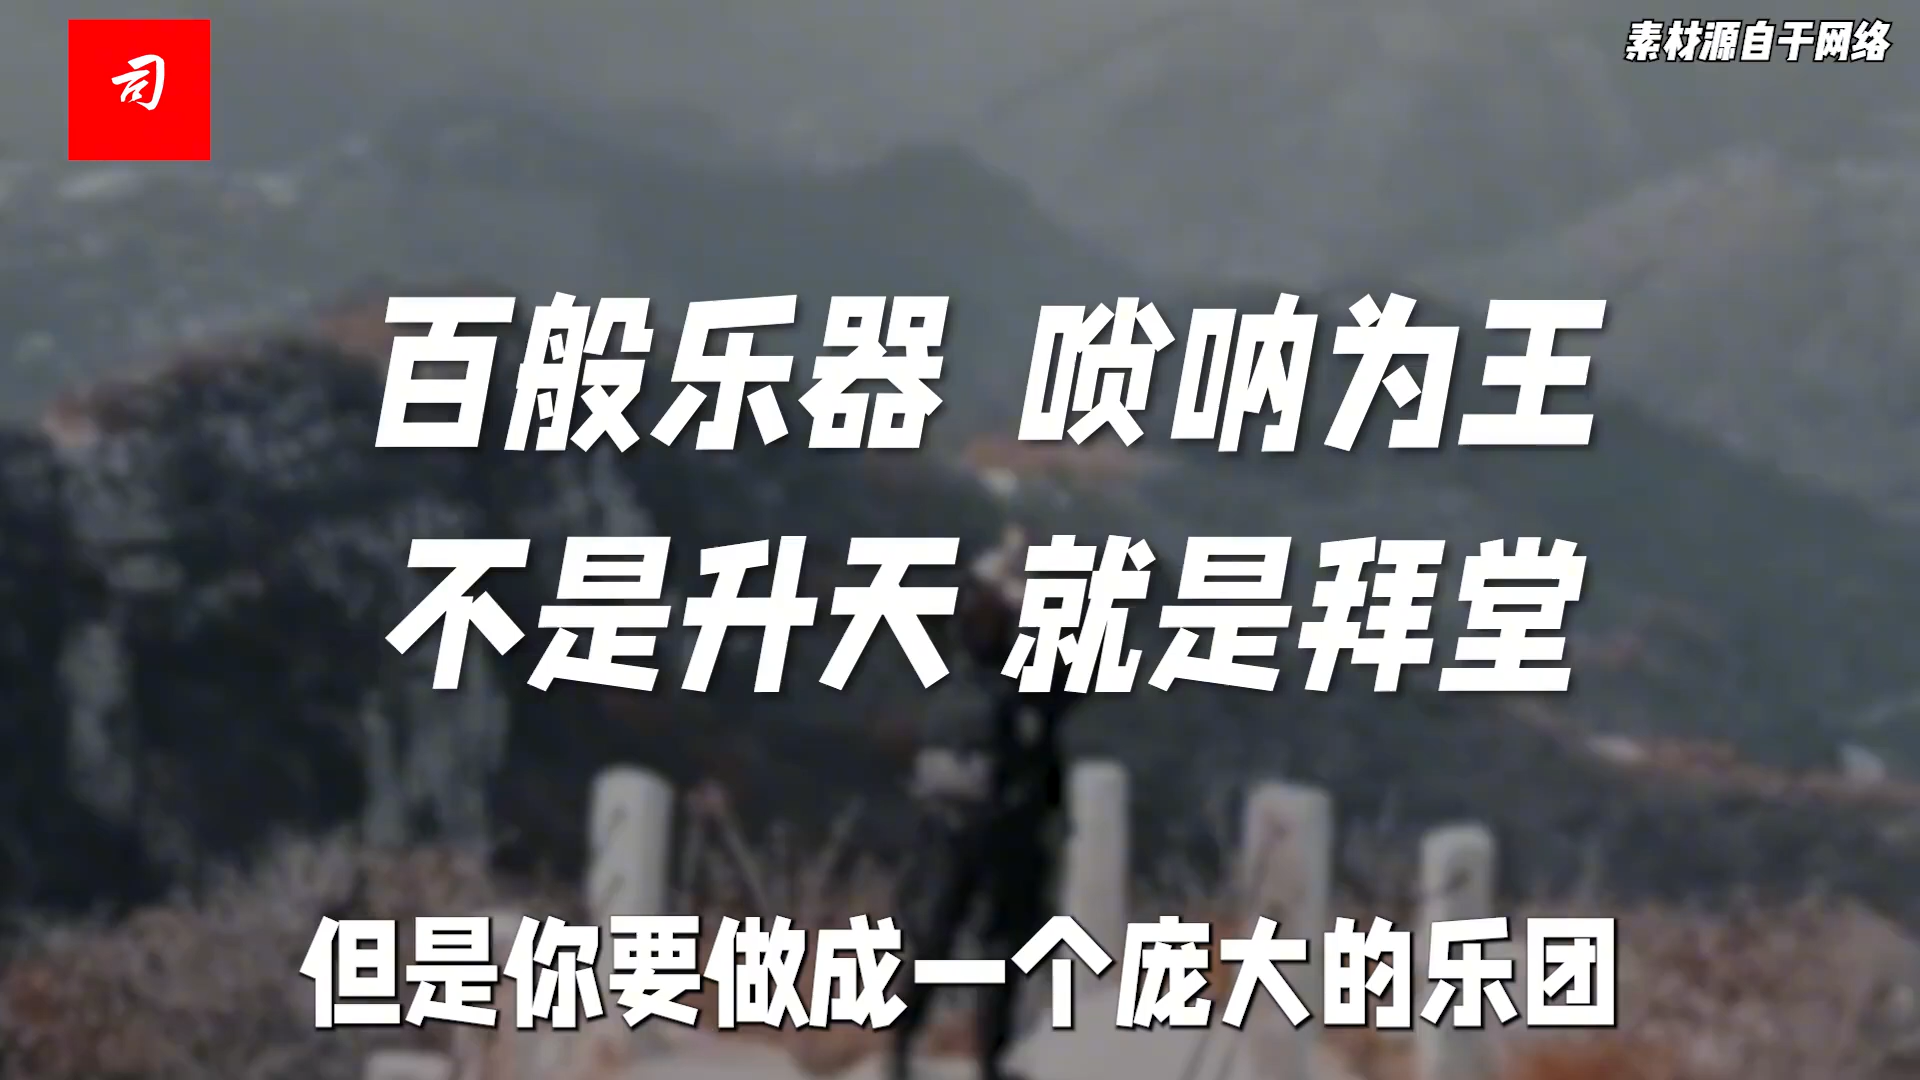 司
素材源自于网络
百般乐器 唢呐为王
不是升天 就是拜堂
但是你要做成一个庞大的乐团